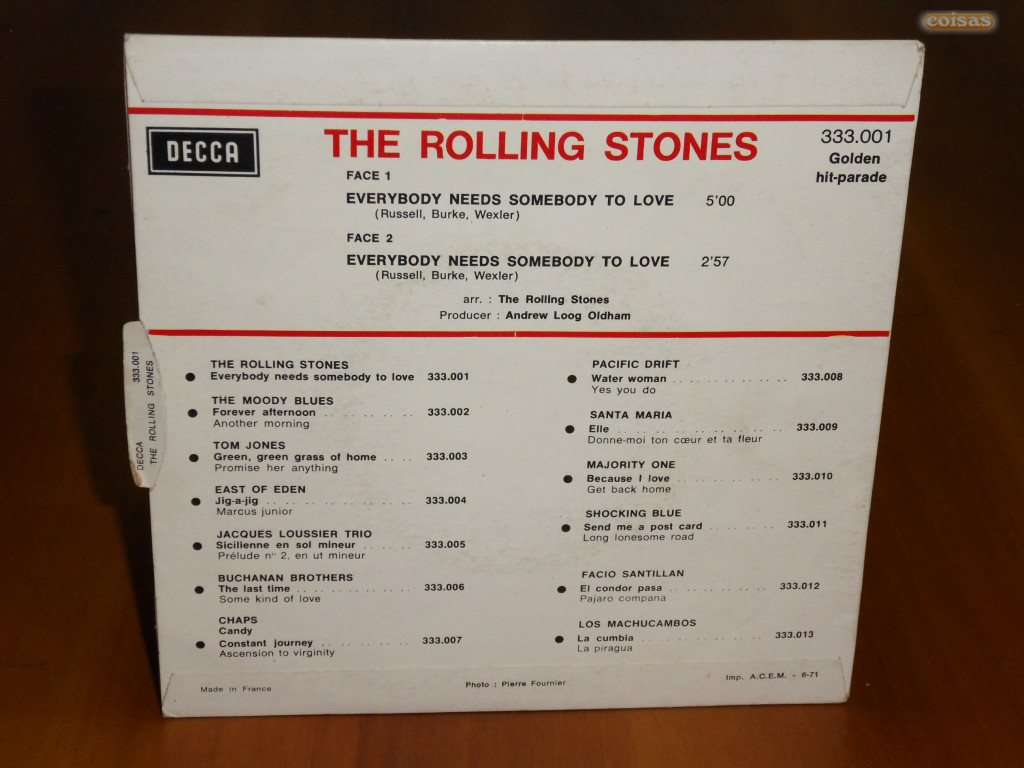 coisas
DECCA
THE ROLLING STONES
333.001
Golden
hit-parade
FACE 1
EVERYBODY NEEDS SOMEBODY TO LOVE 5'00
(Russell, Burke, Wexler)
FACE 2
EVERYBODY NEEDS SOMEBODY TO LOVE 2'57
(Russell, Burke, Wexler)
arr. : The Rolling Stones
Producer : Andrew Loog Oldham
333.001
DECCA
THE ROLLING STONES
THE ROLLING STONES
Everybody needs somebody to love 333.001
THE MOODY BLUES
Forever afternoon .. . . . . . . . 333.002
Another morning
TOM JONES
Green, green grass of home .. .. 333.003
Promise her anything
EAST OF EDEN
Jig-a-jig .. . . . . . . . . . . . . . 333.004
Marcus junior
JACQUES LOUSSIER TRIO
Sicilienne en sol mineur . . . . . 333.005
Prélude n° 2, en ut mineur
BUCHANAN BROTHERS
The last time .. . . . . . . . . . . 333.006
Some kind of love
CHAPS
Candy
Constant journey .. . . . . . . . . 333.007
Ascension to virginity
PACIFIC DRIFT
Water woman .. . . . . . . . . . . 333.008
Yes you do
SANTA MARIA
Elle .. . . . . . . . . . . . . . . . 333.009
Donne-moi ton cœur et ta fleur
MAJORITY ONE
Because I love .. . . . . . . . . . 333.010
Get back home
SHOCKING BLUE
Send me a post card .. . . . . . . 333.011
Long lonesome road
FACIO SANTILLAN
El condor pasa .. . . . . . . . . . 333.012
Pajaro compana
LOS MACHUCAMBOS
La cumbia .. . . . . . . . . . . . 333.013
La piragua
Made in France
Photo : Pierre Fournier
Imp. A.C.E.M. - 6-71